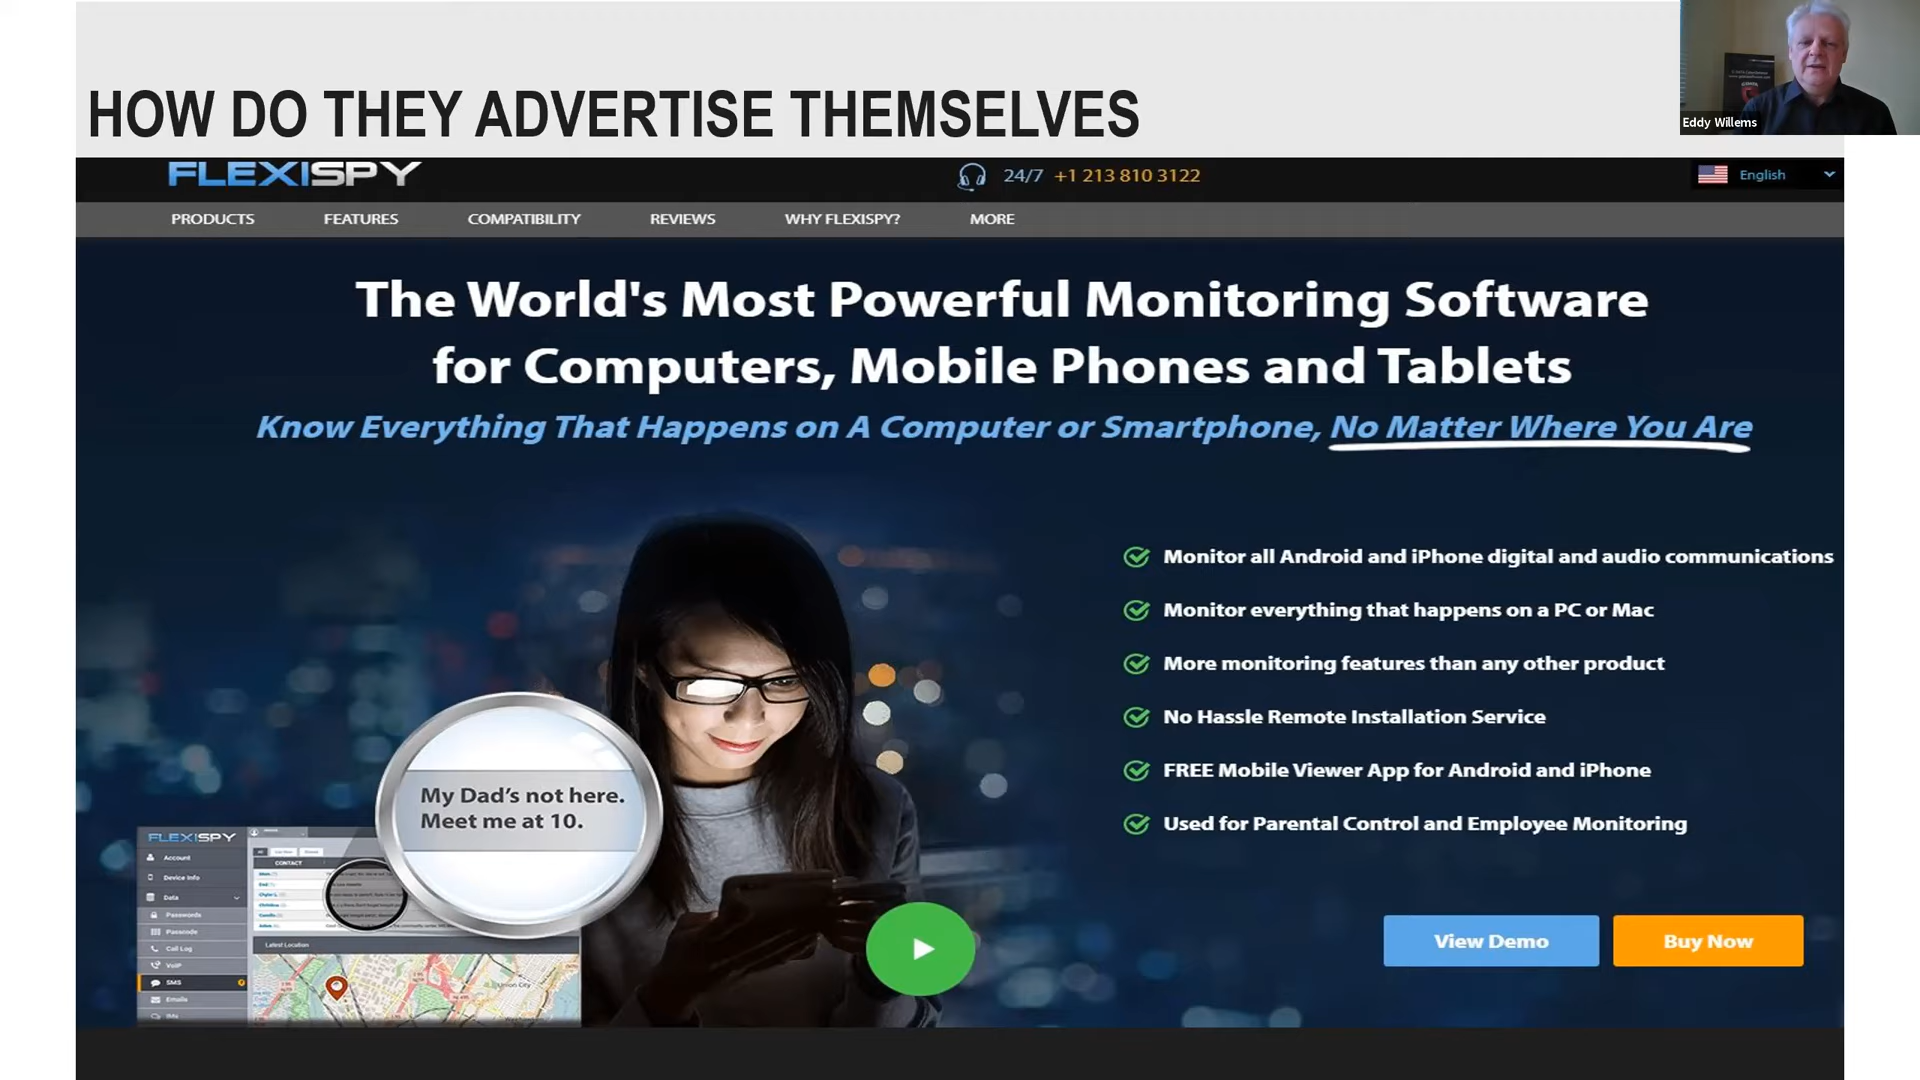 Eddy Willems
HOW DO THEY ADVERTISE THEMSELVES
FLEXISPY
24/7 +1 213 810 3122
English
PRODUCTS FEATURES COMPATIBILITY REVIEWS WHY FLEXISPY? MORE
The World's Most Powerful Monitoring Software
for Computers, Mobile Phones and Tablets
Know Everything That Happens on A Computer or Smartphone, No Matter Where You Are
Monitor all Android and iPhone digital and audio communications
Monitor everything that happens on a PC or Mac
More monitoring features than any other product
No Hassle Remote Installation Service
FREE Mobile Viewer App for Android and iPhone
Used for Parental Control and Employee Monitoring
My Dad's not here.
Meet me at 10.
FLEXISPY
Account
Device Info
Data
Passwords
Passcode
Call Log
VoIP
SMS
Emails
IMs
CONTACT
Latest Location
Union City
View Demo
Buy Now